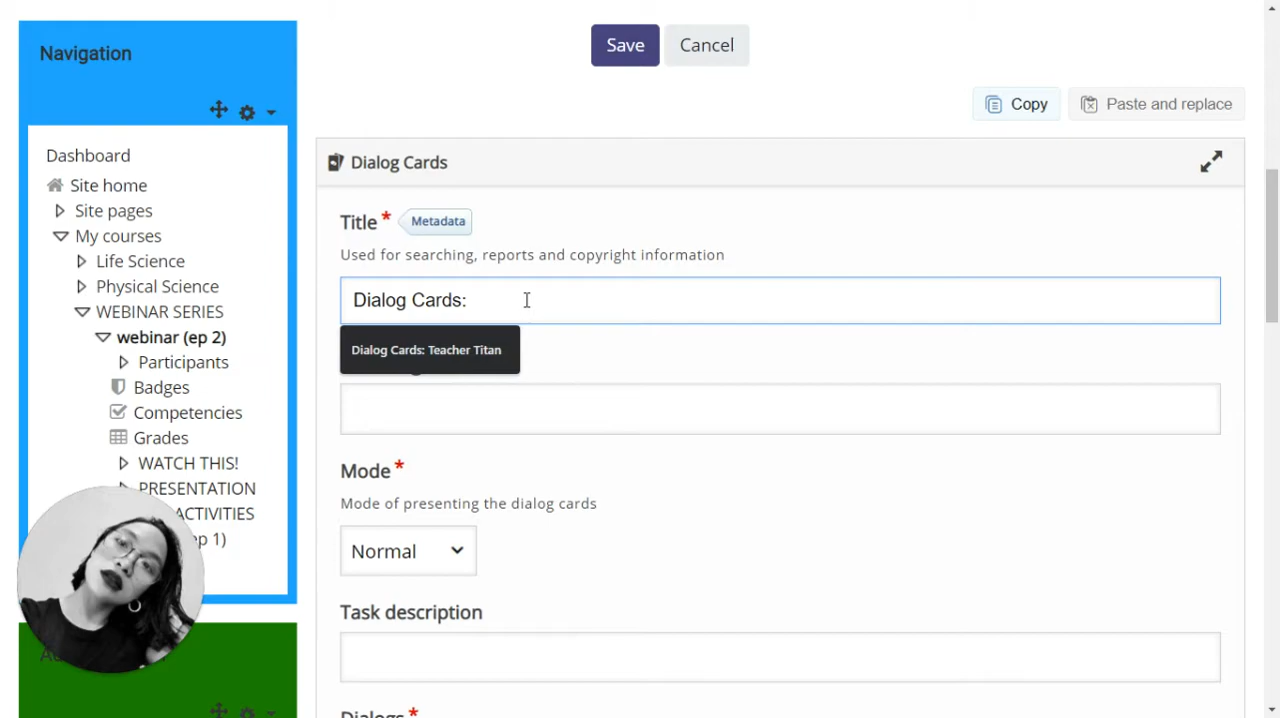 Navigation
Save
Cancel
Copy
Paste and replace
Dashboard
Site home
Site pages
My courses
Life Science
Physical Science
WEBINAR SERIES
webinar (ep 2)
Participants
Badges
Competencies
Grades
WATCH THIS!
PRESENTATION
ACTIVITIES
ep 1)
Dialog Cards
Title *
Metadata
Used for searching, reports and copyright information
Dialog Cards:
Dialog Cards: Teacher Titan
Mode *
Mode of presenting the dialog cards
Normal
Task description
Dialogs *